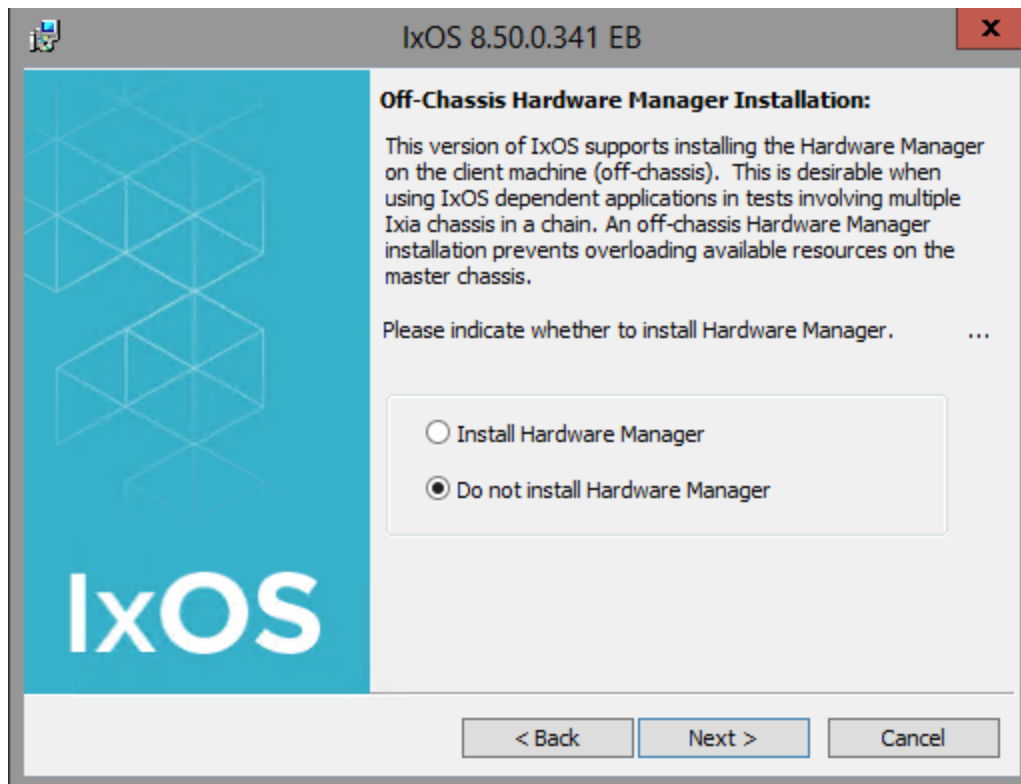 IxOS 8.50.0.341 EB
x
Off-Chassis Hardware Manager Installation:
This version of IxOS supports installing the Hardware Manager
on the client machine (off-chassis).  This is desirable when
using IxOS dependent applications in tests involving multiple
Ixia chassis in a chain. An off-chassis Hardware Manager
installation prevents overloading available resources on the
master chassis.
Please indicate whether to install Hardware Manager. ...
Install Hardware Manager
Do not install Hardware Manager
IxOS
< Back
Next >
Cancel